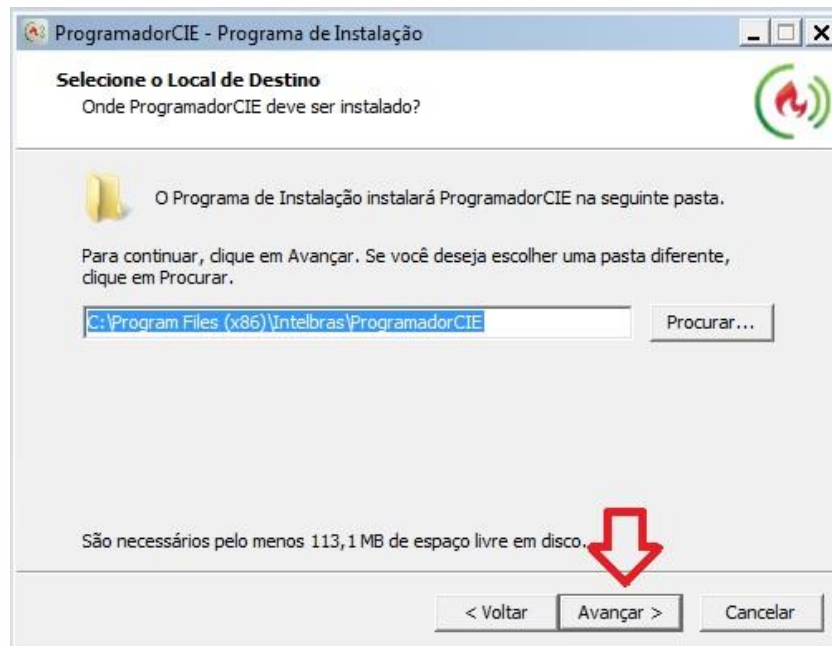 ProgramadorCIE - Programa de Instalação
Selecione o Local de Destino
Onde ProgramadorCIE deve ser instalado?
O Programa de Instalação instalará ProgramadorCIE na seguinte pasta.
Para continuar, clique em Avançar. Se você deseja escolher uma pasta diferente,
clique em Procurar.
C:\Program Files (x86)\Intelbras\ProgramadorCIE
Procurar...
São necessários pelo menos 113,1 MB de espaço livre em disco.
< Voltar
Avançar >
Cancelar